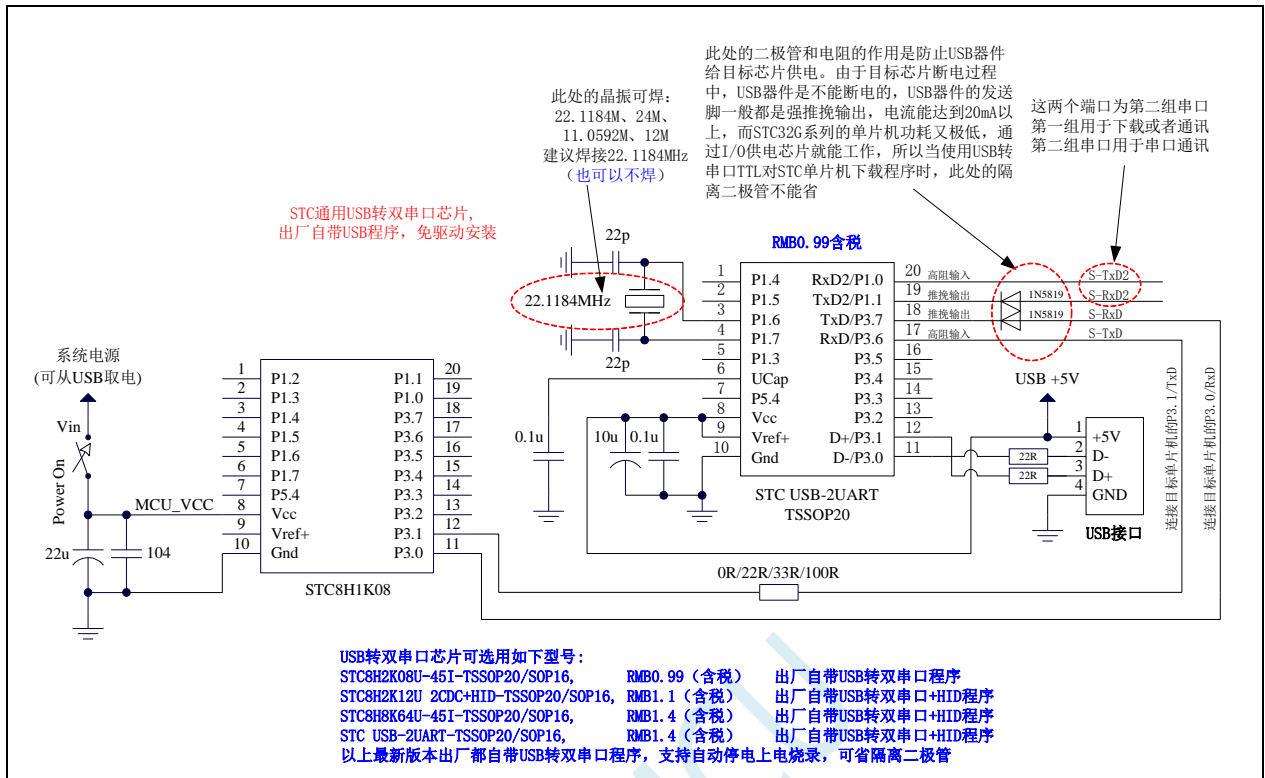 此处的二极管和电阻的作用是防止USB器件
给目标芯片供电。由于目标芯片断电过程
中，USB器件是不能断电的，USB器件的发送
脚一般都是强推挽输出，电流能达到20mA以
上，而STC32G系列的单片机功耗又极低，通
过I/O供电芯片就能工作，所以当使用USB转
串口TTL对STC单片机下载程序时，此处的隔
离二极管不能省
此处的晶振可焊：
22.1184M、24M、
11.0592M、12M
建议焊接22.1184MHz
（也可以不焊）
这两个端口为第二组串口
第一组用于下载或者通讯
第二组串口用于串口通讯
STC通用USB转双串口芯片,
出厂自带USB程序，免驱动安装
RMB0.99含税
22p
22.1184MHz
22p
1 P1.4 RxD2/P1.0 20 高阻输入 S-TxD2
2 P1.5 TxD2/P1.1 19 推挽输出 1N5819 S-RxD2
3 P1.6 TxD/P3.7 18 推挽输出 1N5819 S-RxD
4 P1.7 RxD/P3.6 17 高阻输入 S-TxD
5 P1.3 P3.5 16
6 UCap P3.4 15
7 P5.4 P3.3 14
8 Vcc P3.2 13
9 Vref+ D+/P3.1 12
10 Gnd D-/P3.0 11
STC USB-2UART
TSSOP20
0.1u
10u
0.1u
USB +5V
1 +5V
2 D-
3 D+
4 GND
22R
22R
USB接口
连接目标单片机的P3.1/TxD
连接目标单片机的P3.0/RxD
系统电源
(可从USB取电)
Vin
Power On
MCU_VCC
22u
104
1 P1.2 P1.1 20
2 P1.3 P1.0 19
3 P1.4 P3.7 18
4 P1.5 P3.6 17
5 P1.6 P3.5 16
6 P1.7 P3.4 15
7 P5.4 P3.3 14
8 Vcc P3.2 13
9 Vref+ P3.1 12
10 Gnd P3.0 11
STC8H1K08
0R/22R/33R/100R
USB转双串口芯片可选用如下型号:
STC8H2K08U-45I-TSSOP20/SOP16, RMB0.99（含税） 出厂自带USB转双串口程序
STC8H2K12U 2CDC+HID-TSSOP20/SOP16, RMB1.1（含税） 出厂自带USB转双串口+HID程序
STC8H8K64U-45I-TSSOP20/SOP16, RMB1.4（含税） 出厂自带USB转双串口+HID程序
STC USB-2UART-TSSOP20/SOP16, RMB1.4（含税） 出厂自带USB转双串口+HID程序
以上最新版本出厂都自带USB转双串口程序，支持自动停电上电烧录，可省隔离二极管